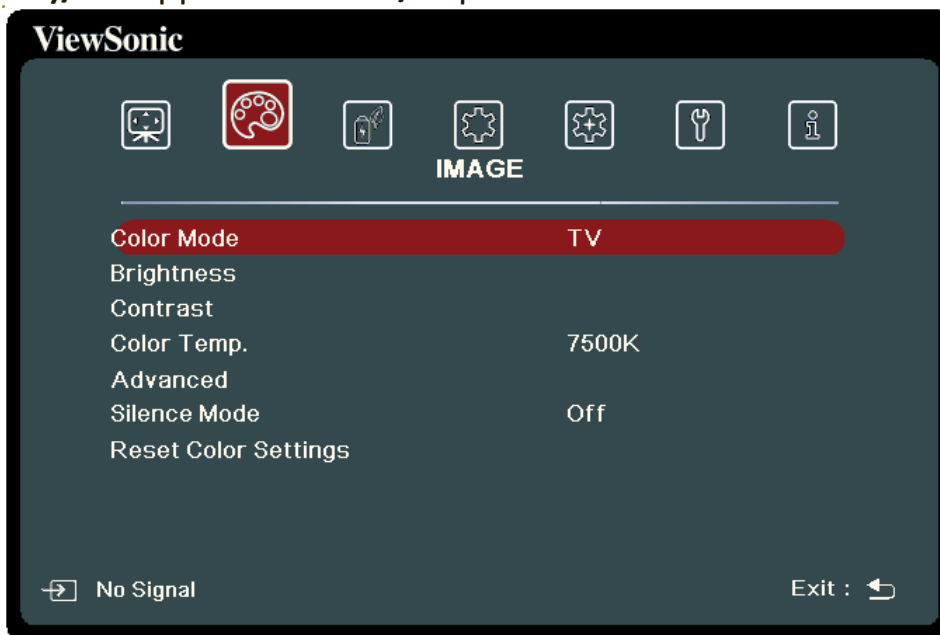 ViewSonic
IMAGE
Color Mode TV
Brightness
Contrast
Color Temp. 7500K
Advanced
Silence Mode Off
Reset Color Settings
No Signal Exit :